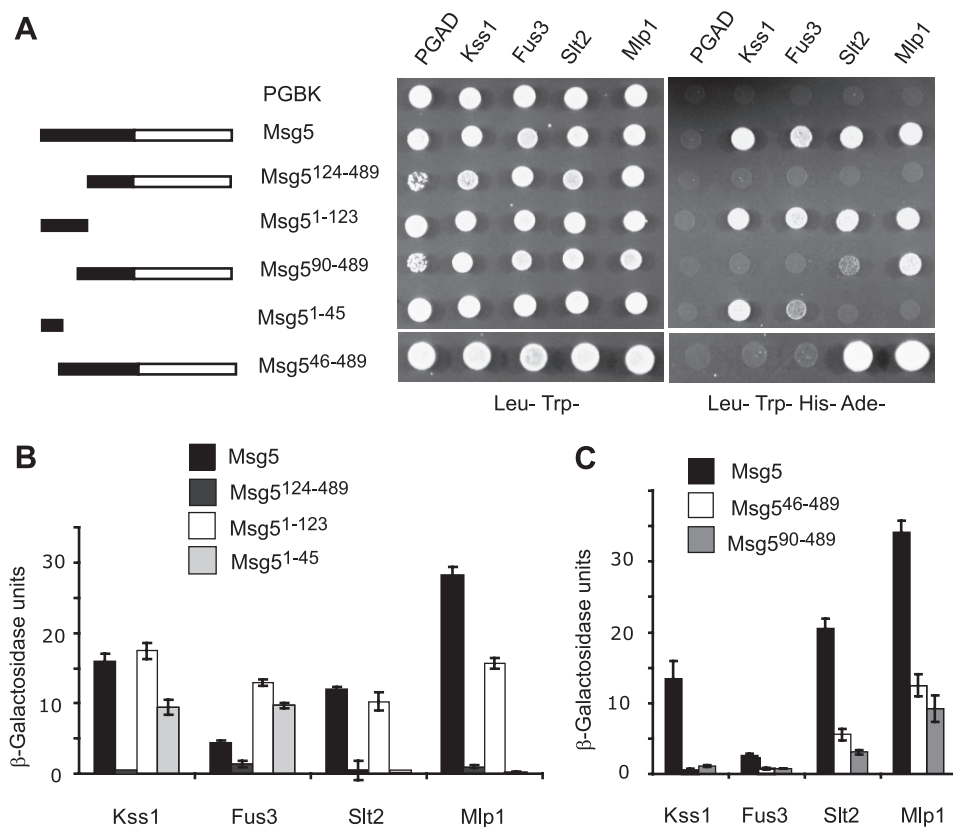 A
PGAD Kss1 Fus3 Slt2 Mlp1 PGAD Kss1 Fus3 Slt2 Mlp1
PGBK
Msg5
Msg5124-489
Msg51-123
Msg590-489
Msg51-45
Msg546-489
Leu- Trp- Leu- Trp- His- Ade-
B
Msg5
Msg5124-489
Msg51-123
Msg51-45
β-Galactosidase units
30
20
10
0
Kss1 Fus3 Slt2 Mlp1
C
Msg5
Msg546-489
Msg590-489
β-Galactosidase units
30
20
10
0
Kss1 Fus3 Slt2 Mlp1